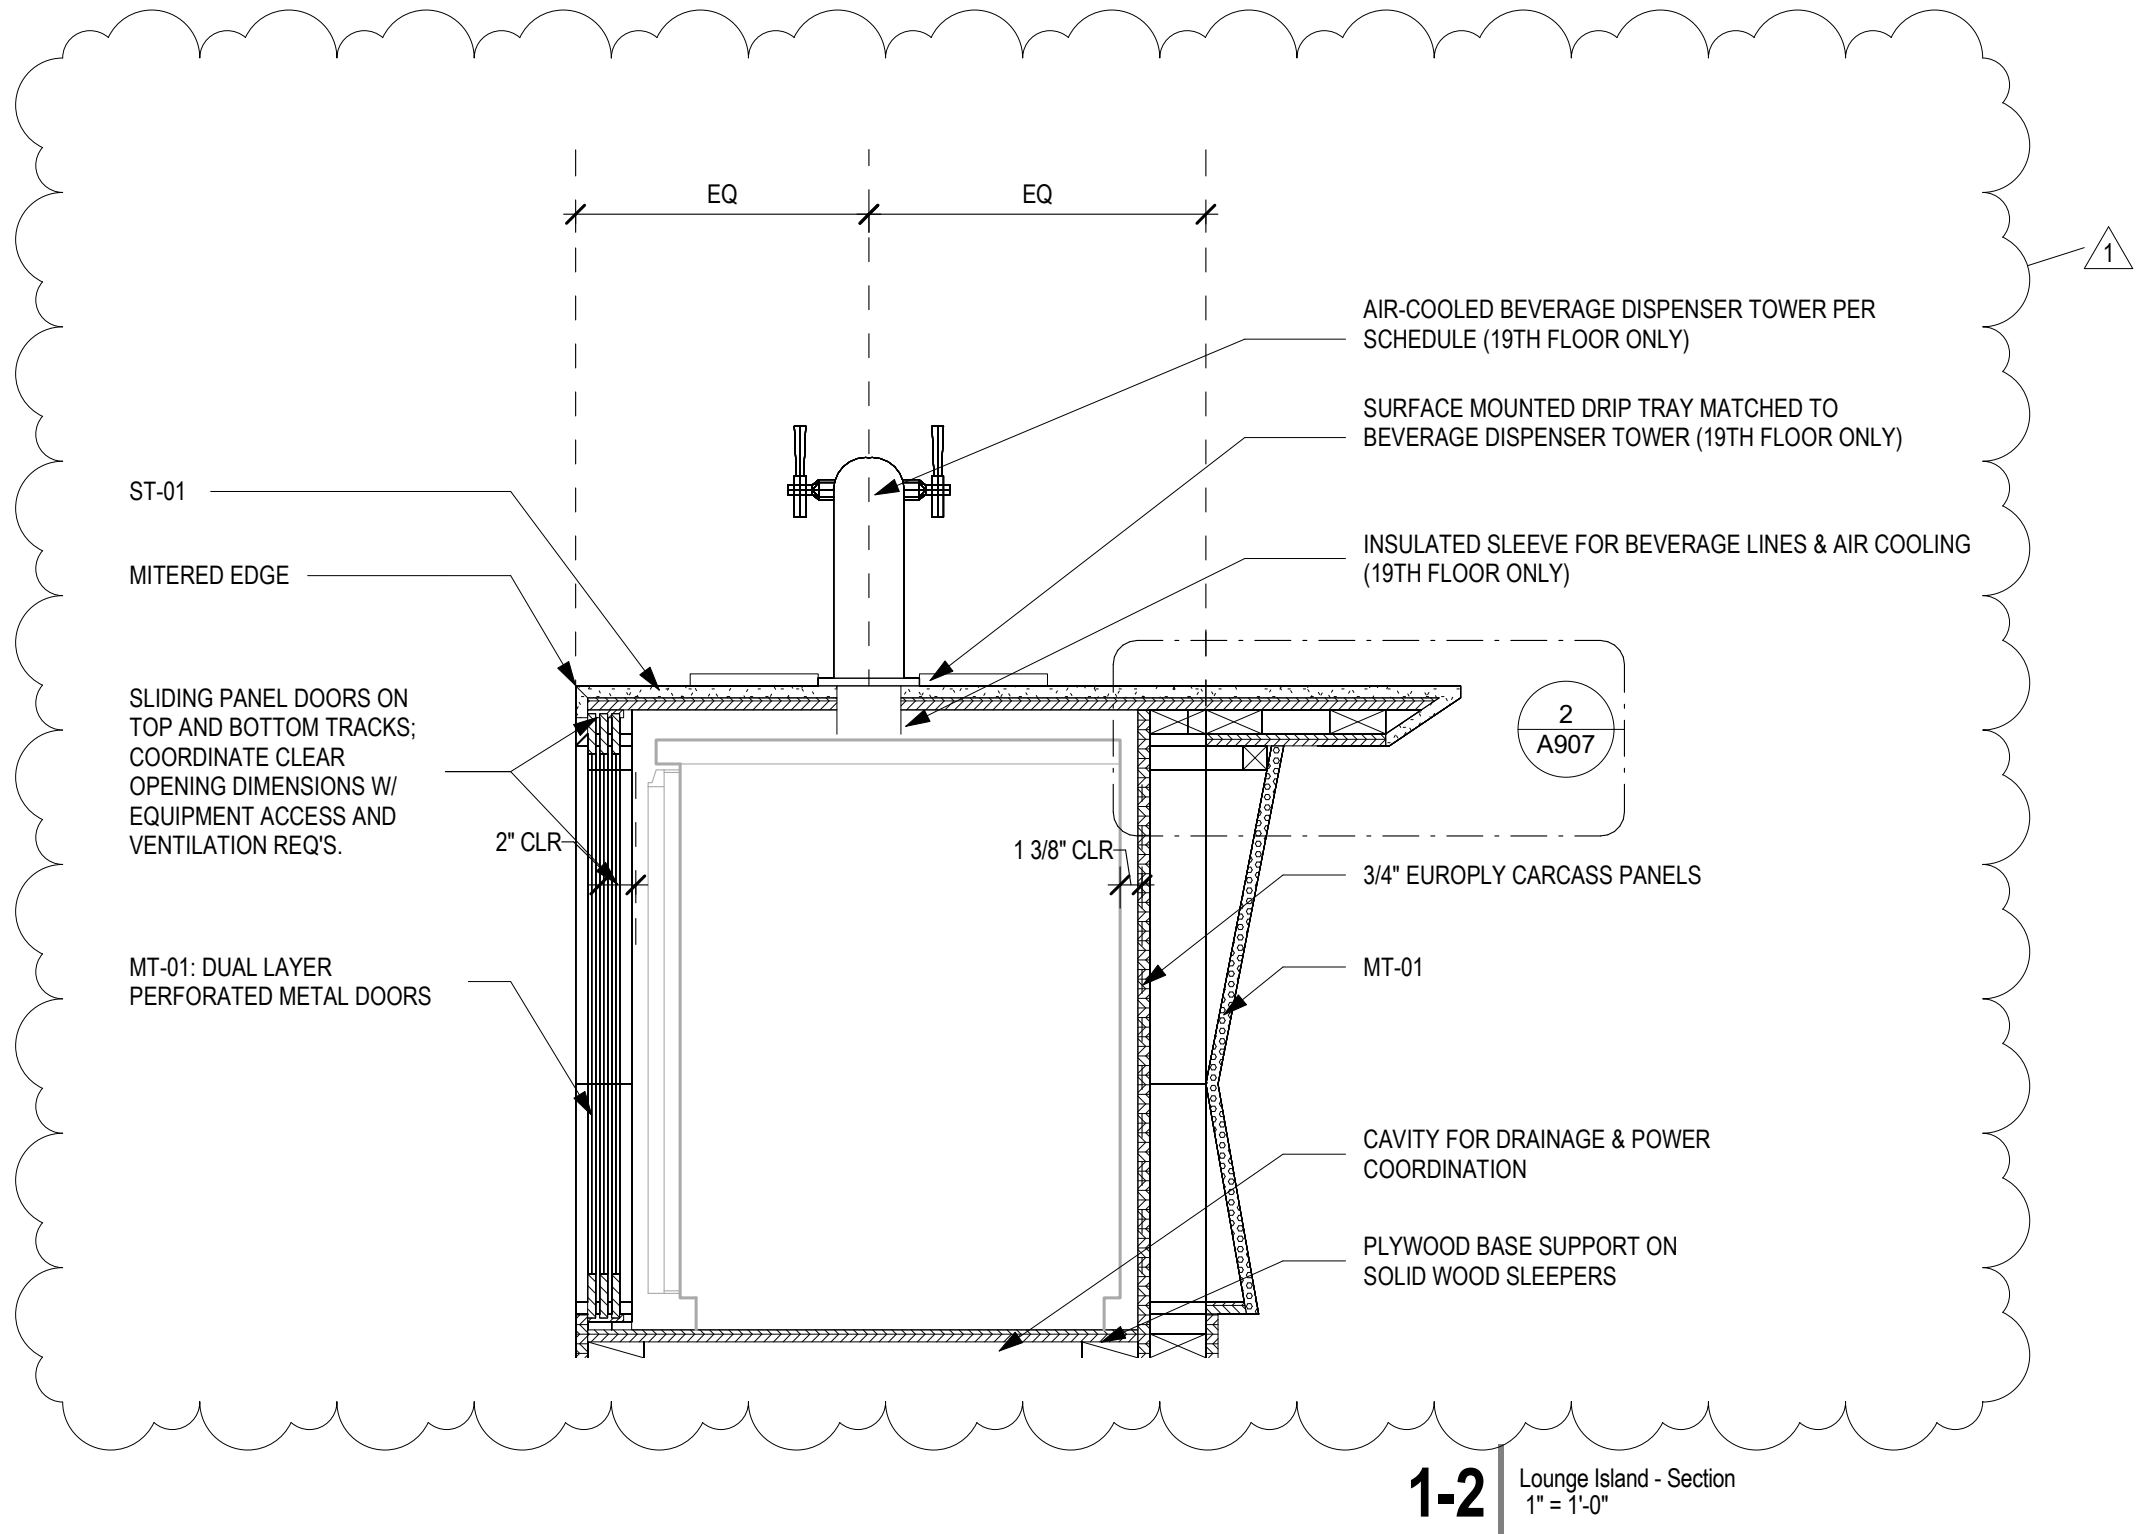 EQ
EQ
1
AIR-COOLED BEVERAGE DISPENSER TOWER PER
SCHEDULE (19TH FLOOR ONLY)
SURFACE MOUNTED DRIP TRAY MATCHED TO
BEVERAGE DISPENSER TOWER (19TH FLOOR ONLY)
INSULATED SLEEVE FOR BEVERAGE LINES & AIR COOLING
(19TH FLOOR ONLY)
ST-01
MITERED EDGE
SLIDING PANEL DOORS ON
TOP AND BOTTOM TRACKS;
COORDINATE CLEAR
OPENING DIMENSIONS W/
EQUIPMENT ACCESS AND
VENTILATION REQ'S.
2" CLR
1 3/8" CLR
2
A907
3/4" EUROPLY CARCASS PANELS
MT-01: DUAL LAYER
PERFORATED METAL DOORS
MT-01
CAVITY FOR DRAINAGE & POWER
COORDINATION
PLYWOOD BASE SUPPORT ON
SOLID WOOD SLEEPERS
1-2
Lounge Island - Section
1" = 1'-0"